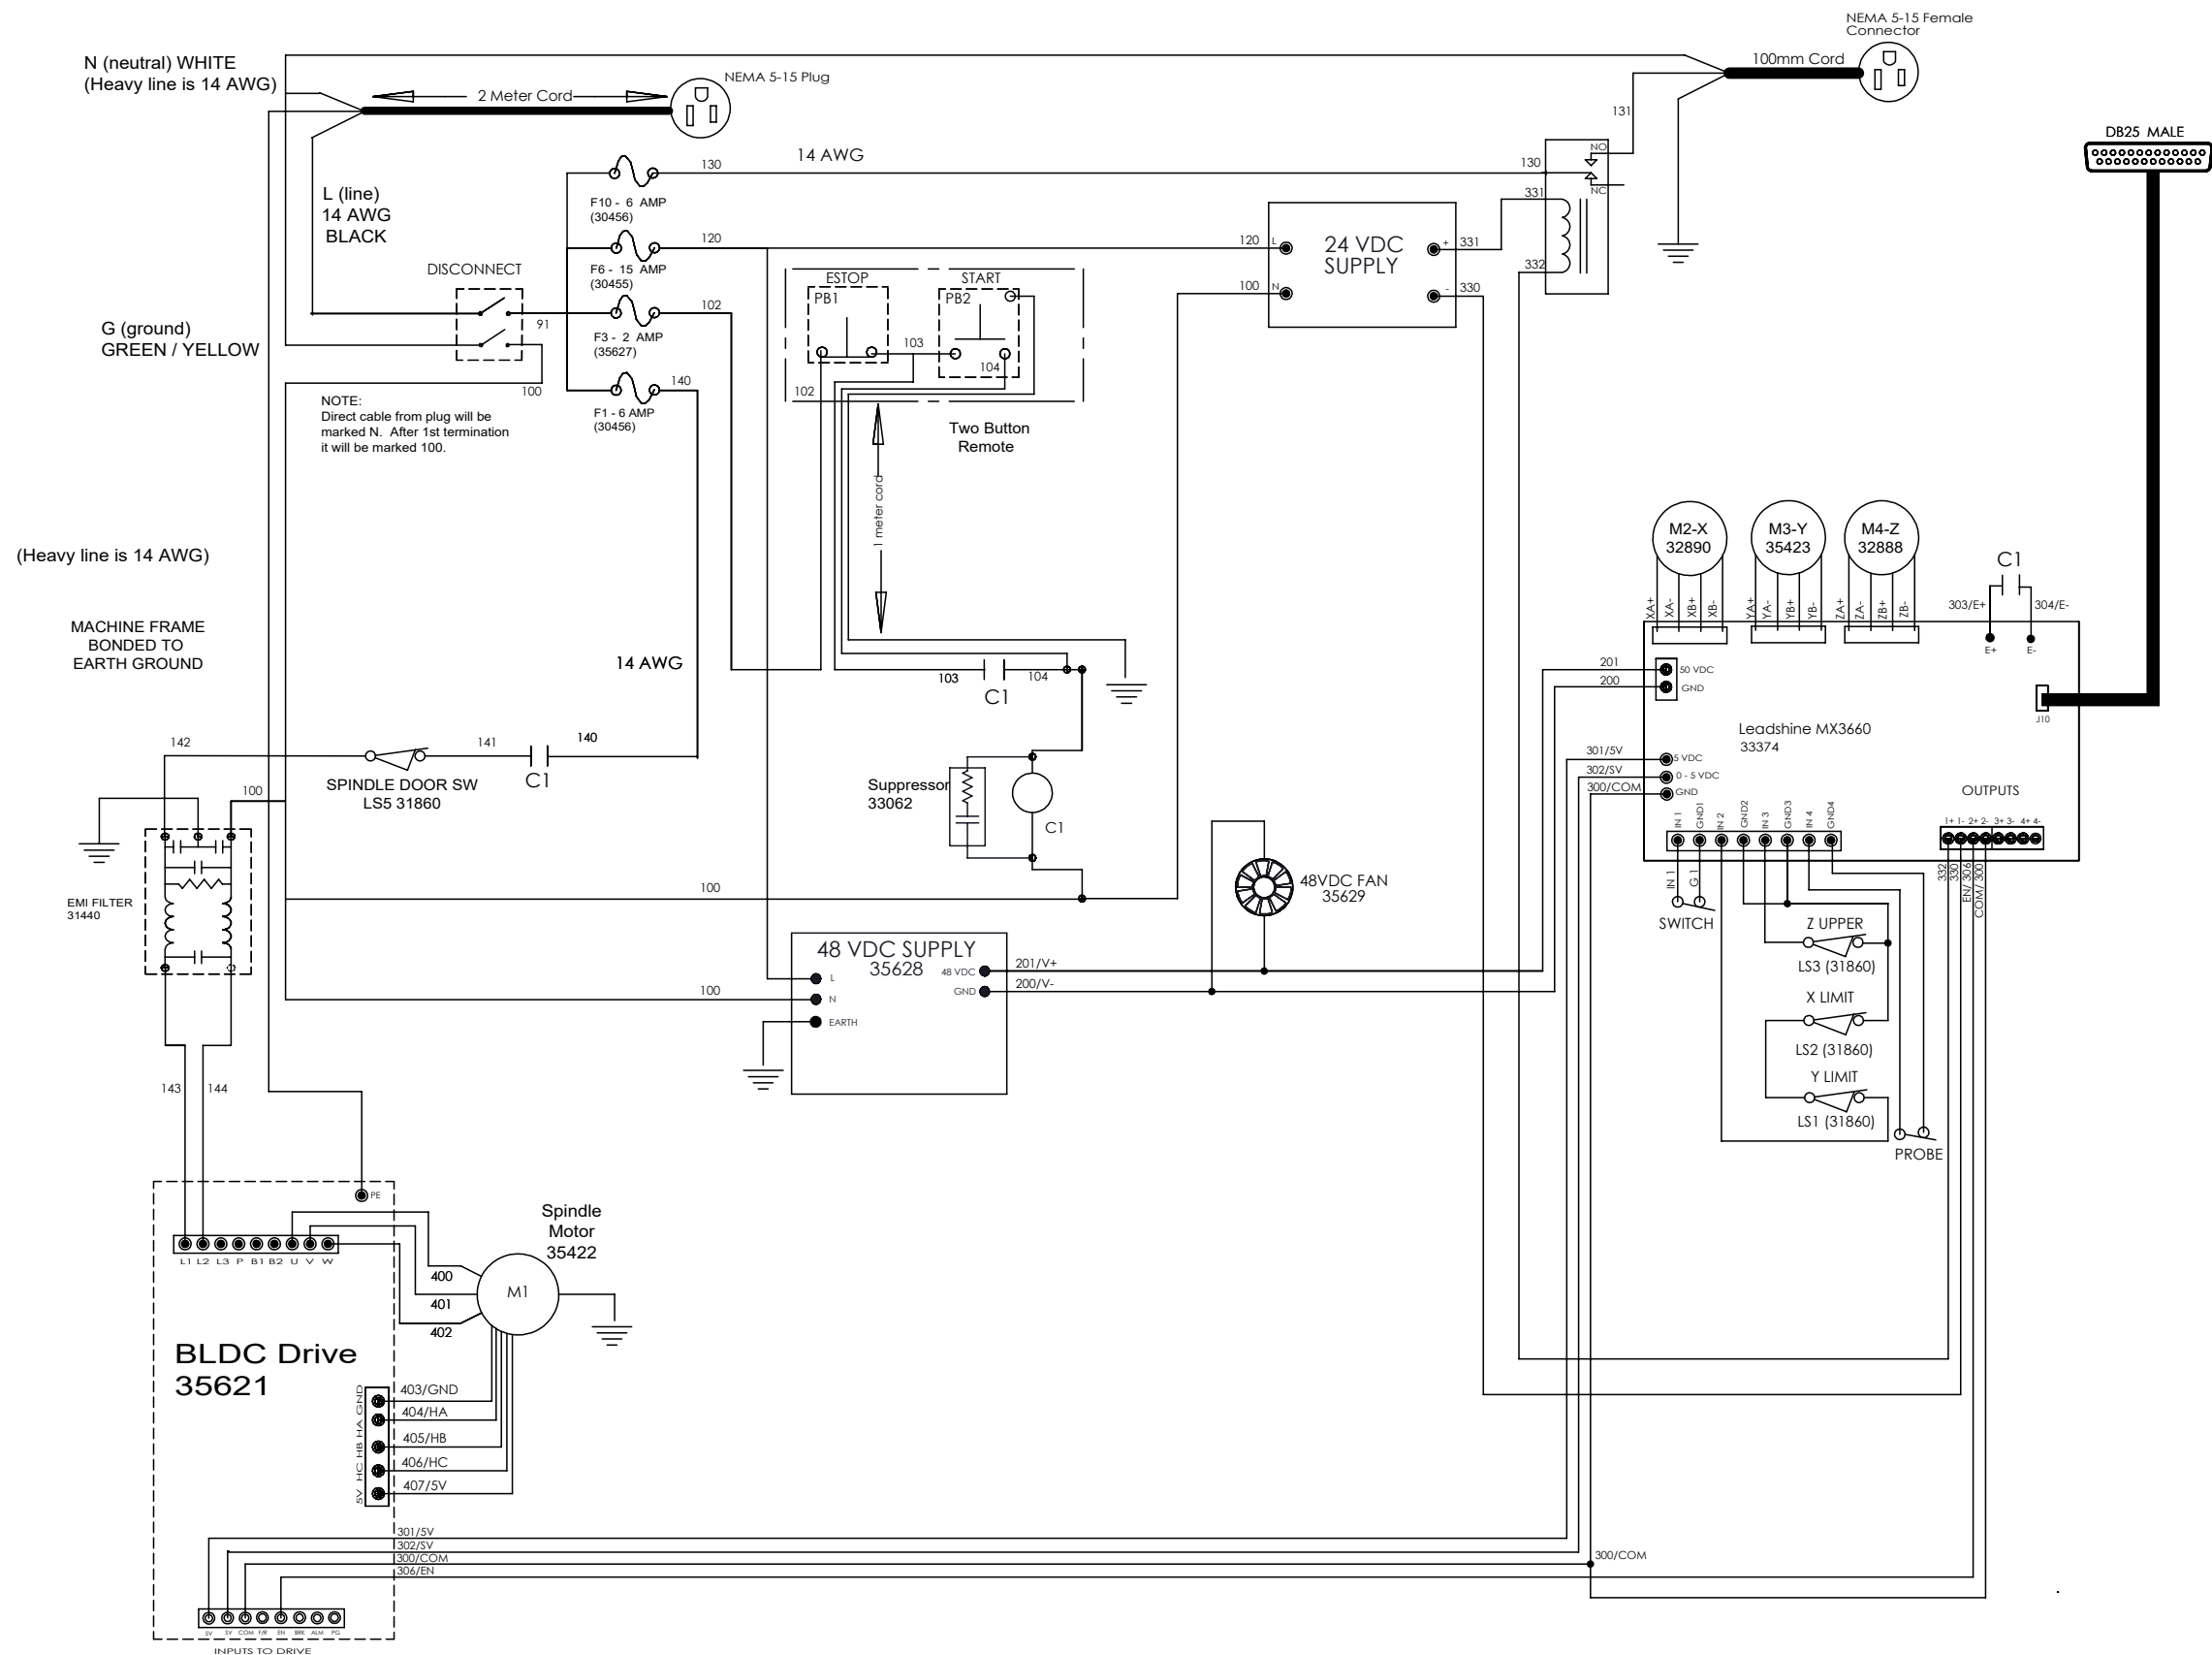 NEMA 5-15 Female
Connector
N (neutral) WHITE
(Heavy line is 14 AWG)
NEMA 5-15 Plug
2 Meter Cord
100mm Cord
131
DB25 MALE
14 AWG
130
130
NO
NC
L (line)
14 AWG
BLACK
F10 - 6 AMP
(30456)
331
120
120
L
24 VDC
SUPPLY
+
331
332
DISCONNECT
F6 - 15 AMP
(30455)
ESTOP
PB1
START
PB2
100
N
-
330
102
91
G (ground)
GREEN / YELLOW
F3 - 2 AMP
(35627)
103
104
140
100
102
NOTE:
Direct cable from plug will be
marked N. After 1st termination
it will be marked 100.
F1 - 6 AMP
(30456)
Two Button
Remote
1 meter cord
(Heavy line is 14 AWG)
M2-X
32890
M3-Y
35423
M4-Z
32888
C1
XA+
XA-
XB+
XB-
YA+
YA-
YB+
YB-
ZA+
ZA-
ZB+
ZB-
303/E+
304/E-
E+
E-
MACHINE FRAME
BONDED TO
EARTH GROUND
14 AWG
103
104
C1
201
50 VDC
200
GND
J10
Leadshine MX3660
33374
142
141
140
SPINDLE DOOR SW
LS5 31860
C1
100
301/5V
5 VDC
302/SV
0 - 5 VDC
300/COM
GND
Suppressor
33062
C1
OUTPUTS
IN 1
GND1
IN 2
GND2
IN 3
GND3
IN 4
GND4
1+ 1- 2+ 2- 3+ 3- 4+ 4-
332
330
EN/ 306
COM/ 300
IN 1
G 1
SWITCH
EMI FILTER
31440
100
48VDC FAN
35629
Z UPPER
LS3 (31860)
48 VDC SUPPLY
35628
48 VDC
201/V+
GND
200/V-
L
N
EARTH
100
X LIMIT
LS2 (31860)
Y LIMIT
LS1 (31860)
PROBE
143
144
PE
Spindle
Motor
35422
L1 L2 L3 P B1 B2 U V W
400
401
402
M1
BLDC Drive
35621
GND
HA
HB
HC
5V
403/GND
404/HA
405/HB
406/HC
407/5V
301/5V
302/SV
300/COM
306/EN
300/COM
5V SV COM F/R EN BRK ALM PG
INPUTS TO DRIVE